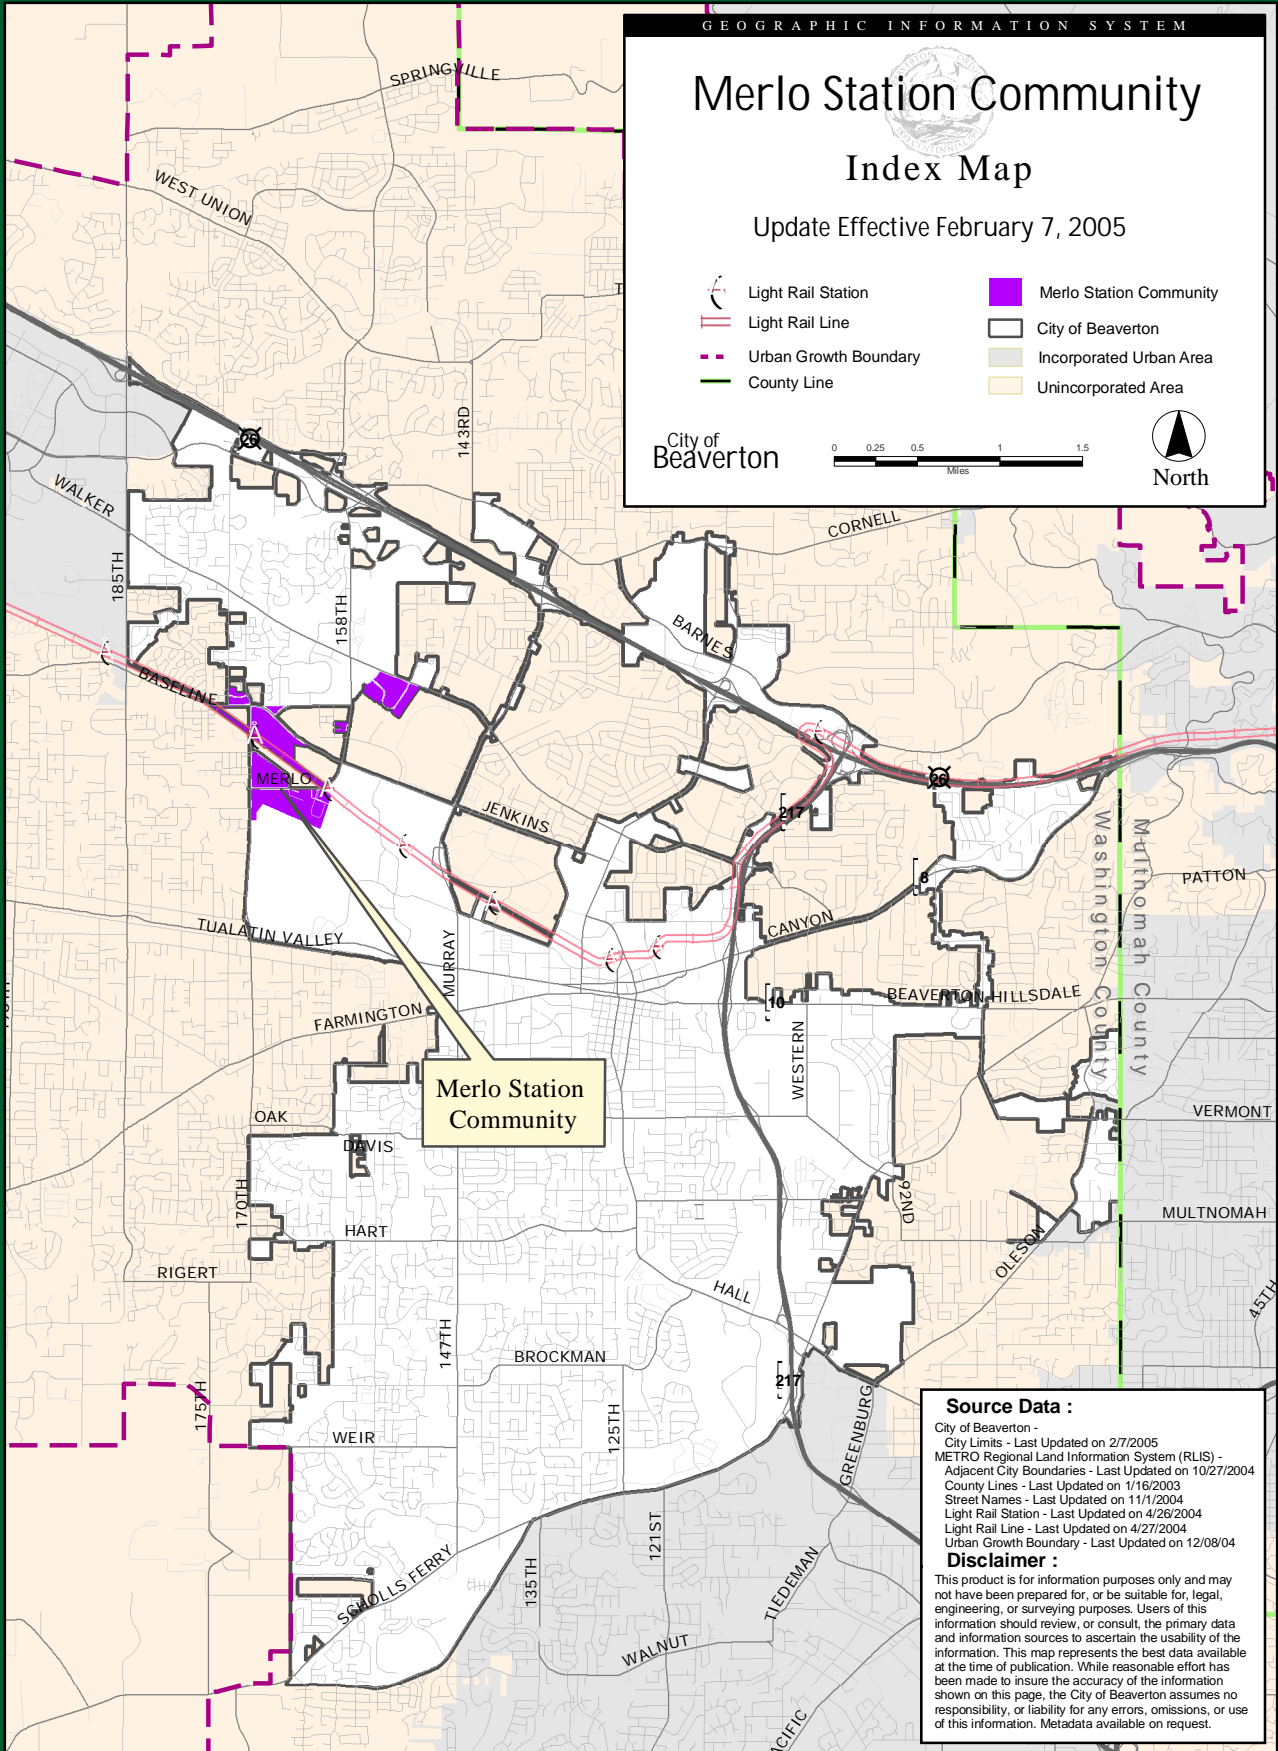 GEOGRAPHIC INFORMATION SYSTEM
Merlo Station Community
Index Map
Update Effective February 7, 2005
Light Rail Station
Light Rail Line
Urban Growth Boundary
County Line
Merlo Station Community
City of Beaverton
Incorporated Urban Area
Unincorporated Area
City of
Beaverton
0 0.25 0.5 1 1.5
Miles
North
SPRINGVILLE
WEST UNION
143RD
26
WALKER
185TH
158TH
CORNELL
BARNES
BASELINE
MERLO
JENKINS
26
217
8
PATTON
CANYON
TUALATIN VALLEY
MURRAY
Washington County
Multnomah County
BEAVERTON HILLSDALE
10
FARMINGTON
WESTERN
Merlo Station
Community
OAK
DAVIS
VERMONT
170TH
92ND
HART
MULTNOMAH
OLESON
RIGERT
HALL
45TH
147TH
BROCKMAN
217
175TH
125TH
GREENBURG
WEIR
121ST
SCHOLLS FERRY
135TH
TIEDEMAN
WALNUT
Source Data :
City of Beaverton -
City Limits - Last Updated on 2/7/2005
METRO Regional Land Information System (RLIS) -
Adjacent City Boundaries - Last Updated on 10/27/2004
County Lines - Last Updated on 1/16/2003
Street Names - Last Updated on 11/1/2004
Light Rail Station - Last Updated on 4/26/2004
Light Rail Line - Last Updated on 4/27/2004
Urban Growth Boundary - Last Updated on 12/08/04
Disclaimer :
This product is for information purposes only and may
not have been prepared for, or be suitable for, legal,
engineering, or surveying purposes. Users of this
information should review, or consult, the primary data
and information sources to ascertain the usability of the
information. This map represents the best data available
at the time of publication. While reasonable effort has
been made to insure the accuracy of the information
shown on this page, the City of Beaverton assumes no
responsibility, or liability for any errors, omissions, or use
of this information. Metadata available on request.